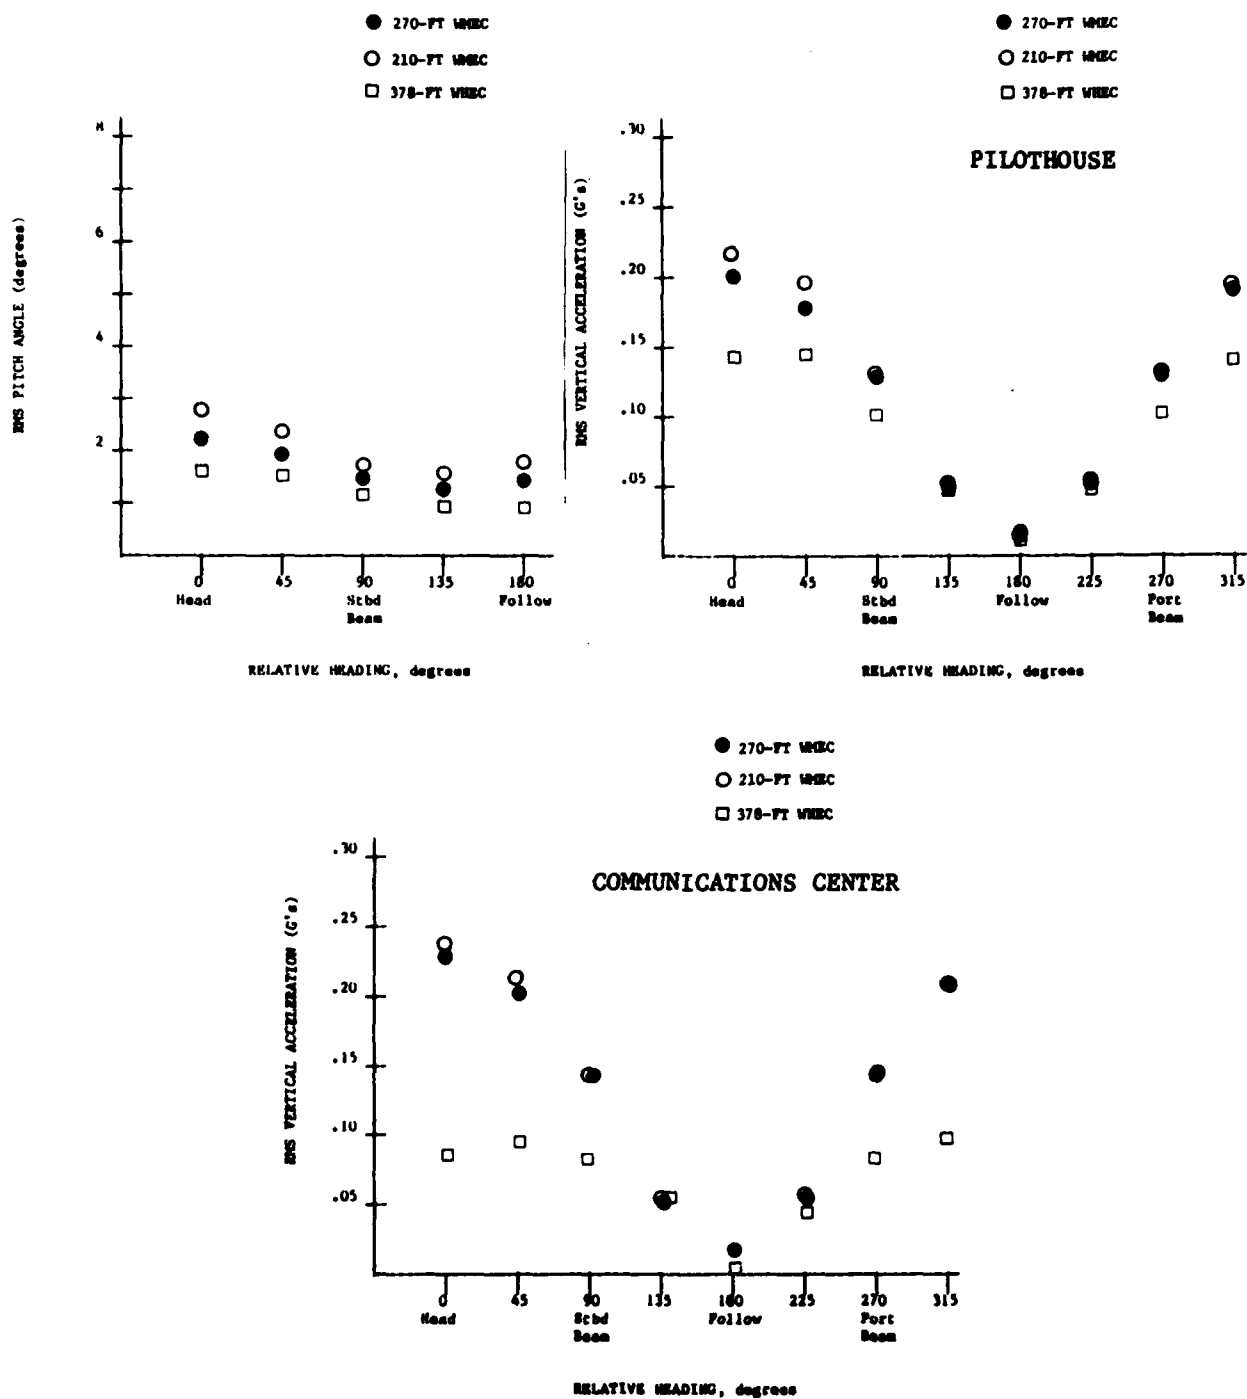 270-FT WMEC
210-FT WMEC
378-FT WHEC
8
6
4
2
RMS PITCH ANGLE (degrees)
0 45 90 135 180
Head Stbd Follow
Beam
RELATIVE HEADING, degrees
270-FT WMEC
210-FT WMEC
378-FT WHEC
PILOTHOUSE
.30
.25
.20
.15
.10
.05
RMS VERTICAL ACCELERATION (G's)
0 45 90 135 180 225 270 315
Head Stbd Follow Port
Beam Beam
RELATIVE HEADING, degrees
270-FT WMEC
210-FT WMEC
378-FT WHEC
COMMUNICATIONS CENTER
.30
.25
.20
.15
.10
.05
RMS VERTICAL ACCELERATION (G's)
0 45 90 135 180 225 270 315
Head Stbd Follow Port
Beam Beam
RELATIVE HEADING, degrees